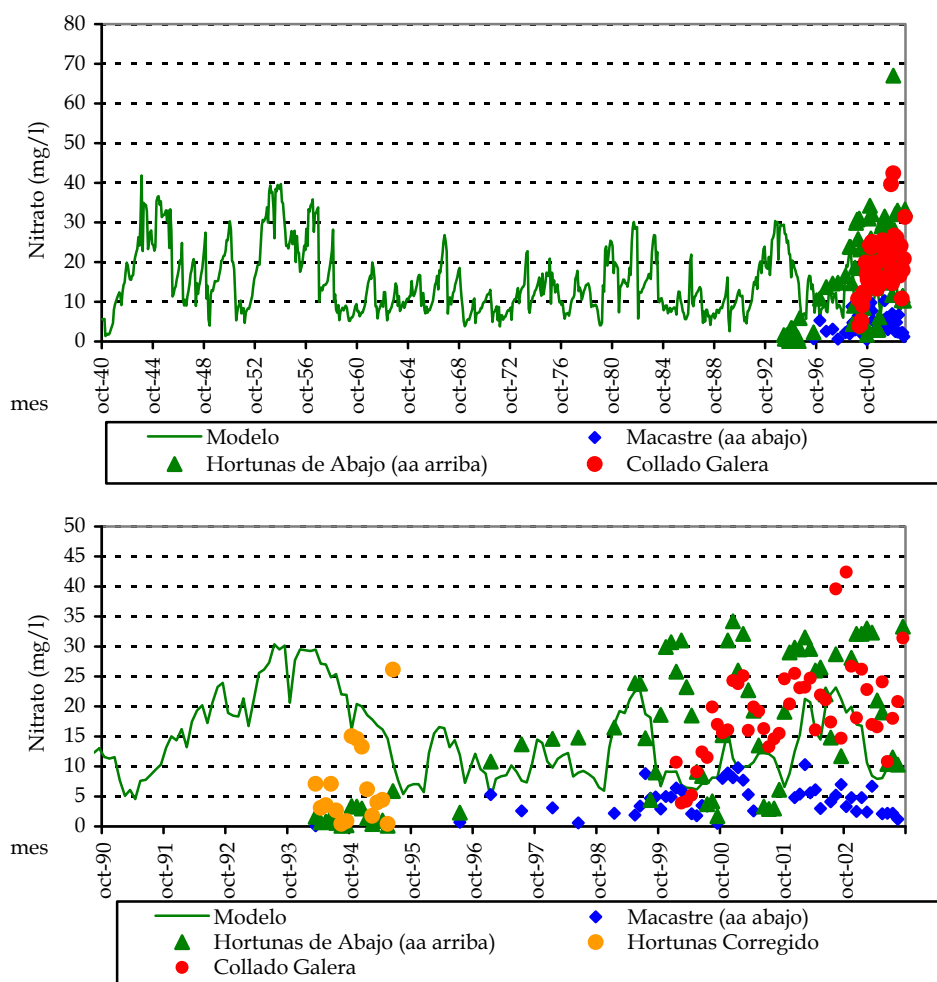 80
70
60
50
40
30
20
10
0
Nitrato (mg/l)
oct-40
oct-44
oct-48
oct-52
oct-56
oct-60
oct-64
oct-68
oct-72
oct-76
oct-80
oct-84
oct-88
oct-92
oct-96
oct-00
mes
Modelo
Macastre (aa abajo)
Hortunas de Abajo (aa arriba)
Collado Galera
50
45
40
35
30
25
20
15
10
5
0
Nitrato (mg/l)
oct-90
oct-91
oct-92
oct-93
oct-94
oct-95
oct-96
oct-97
oct-98
oct-99
oct-00
oct-01
oct-02
mes
Modelo
Macastre (aa abajo)
Hortunas de Abajo (aa arriba)
Hortunas Corregido
Collado Galera